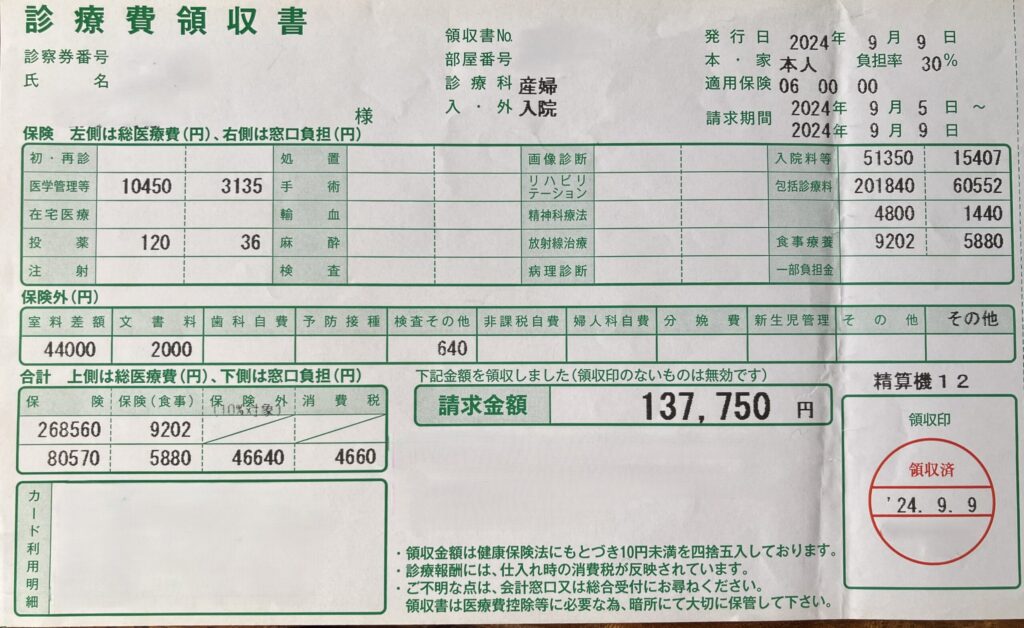 診療費領収書
診察券番号
氏 名
様
領収書No.
部屋番号
診療科 産婦
入・外 入院
発行日 2024年 9月 9日
本・家 本人 負担率 30%
適用保険 06 00 00
請求期間 2024年 9月 5日 ~
2024年 9月 9日
保険 左側は総医療費(円)、右側は窓口負担(円)
初・再診 処置 画像診断 入院料等 51350 15407
医学管理等 10450 3135 手術 リハビリテーション 包括診療料 201840 60552
在宅医療 輸血 精神科療法 4800 1440
投薬 120 36 麻酔 放射線治療 食事療養 9202 5880
注射 検査 病理診断 一部負担金
保険外(円)
室料差額 文書料 歯科自費 予防接種 検査その他 非課税自費 婦人科自費 分娩費 新生児管理 その他 その他
44000 2000 640
合計 上側は総医療費(円)、下側は窓口負担(円)
保険 保険(食事) 保険外 消費税
(10%対象)
268560 9202
80570 5880 46640 4660
下記金額を領収しました(領収印のないものは無効です)
請求金額 137,750 円
精算機12
領収印
領収済
'24. 9. 9
カード利用明細
・領収金額は健康保険法にもとづき10円未満を四捨五入しております。
・診療報酬には、仕入れ時の消費税が反映されています。
・ご不明な点は、会計窓口又は総合受付にお尋ねください。
領収書は医療費控除等に必要な為、暗所にて大切に保管して下さい。